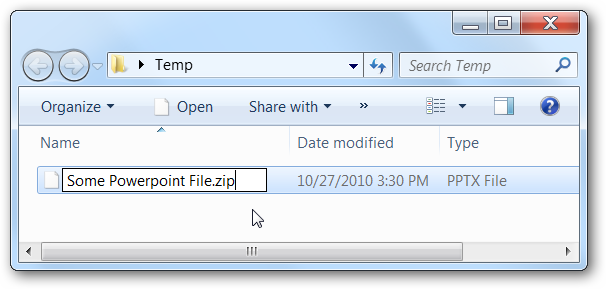 Temp
Search Temp
Organize Open Share with »
Name Date modified Type
Some Powerpoint File.zip 10/27/2010 3:30 PM PPTX File